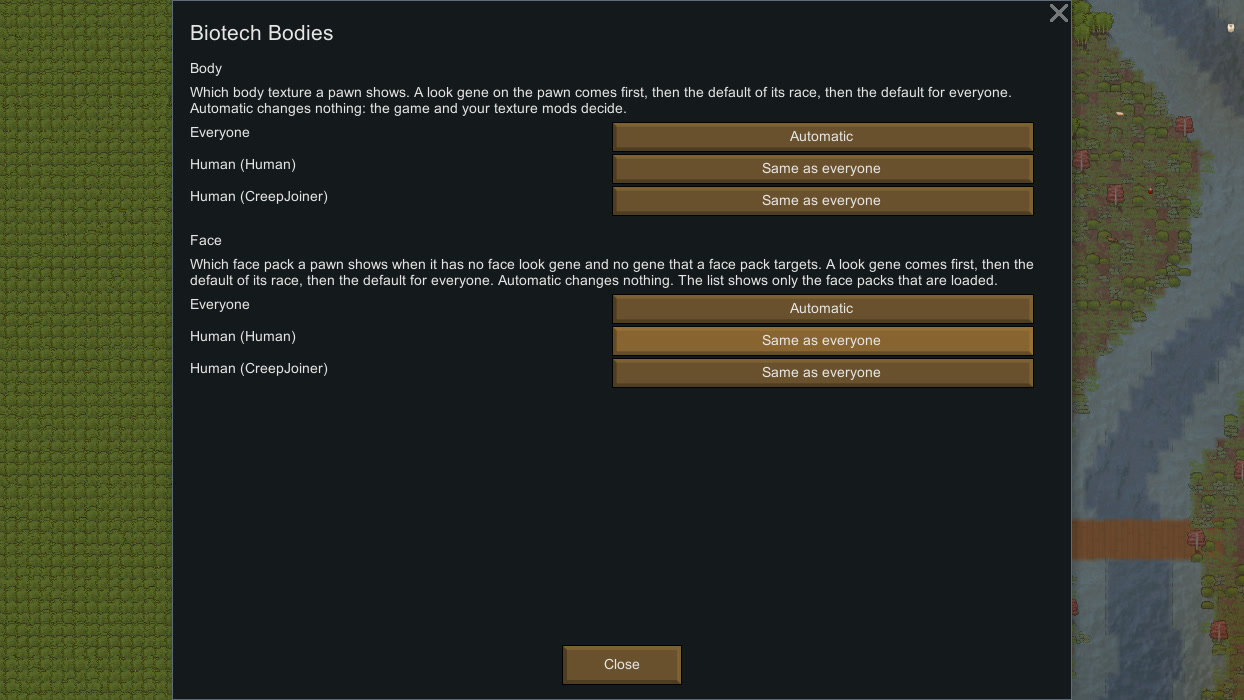 Biotech Bodies
Body
Which body texture a pawn shows. A look gene on the pawn comes first, then the default of its race, then the default for everyone.
Automatic changes nothing: the game and your texture mods decide.
Everyone
Automatic
Human (Human)
Same as everyone
Human (CreepJoiner)
Same as everyone
Face
Which face pack a pawn shows when it has no face look gene and no gene that a face pack targets. A look gene comes first, then the
default of its race, then the default for everyone. Automatic changes nothing. The list shows only the face packs that are loaded.
Everyone
Automatic
Human (Human)
Same as everyone
Human (CreepJoiner)
Same as everyone
Close